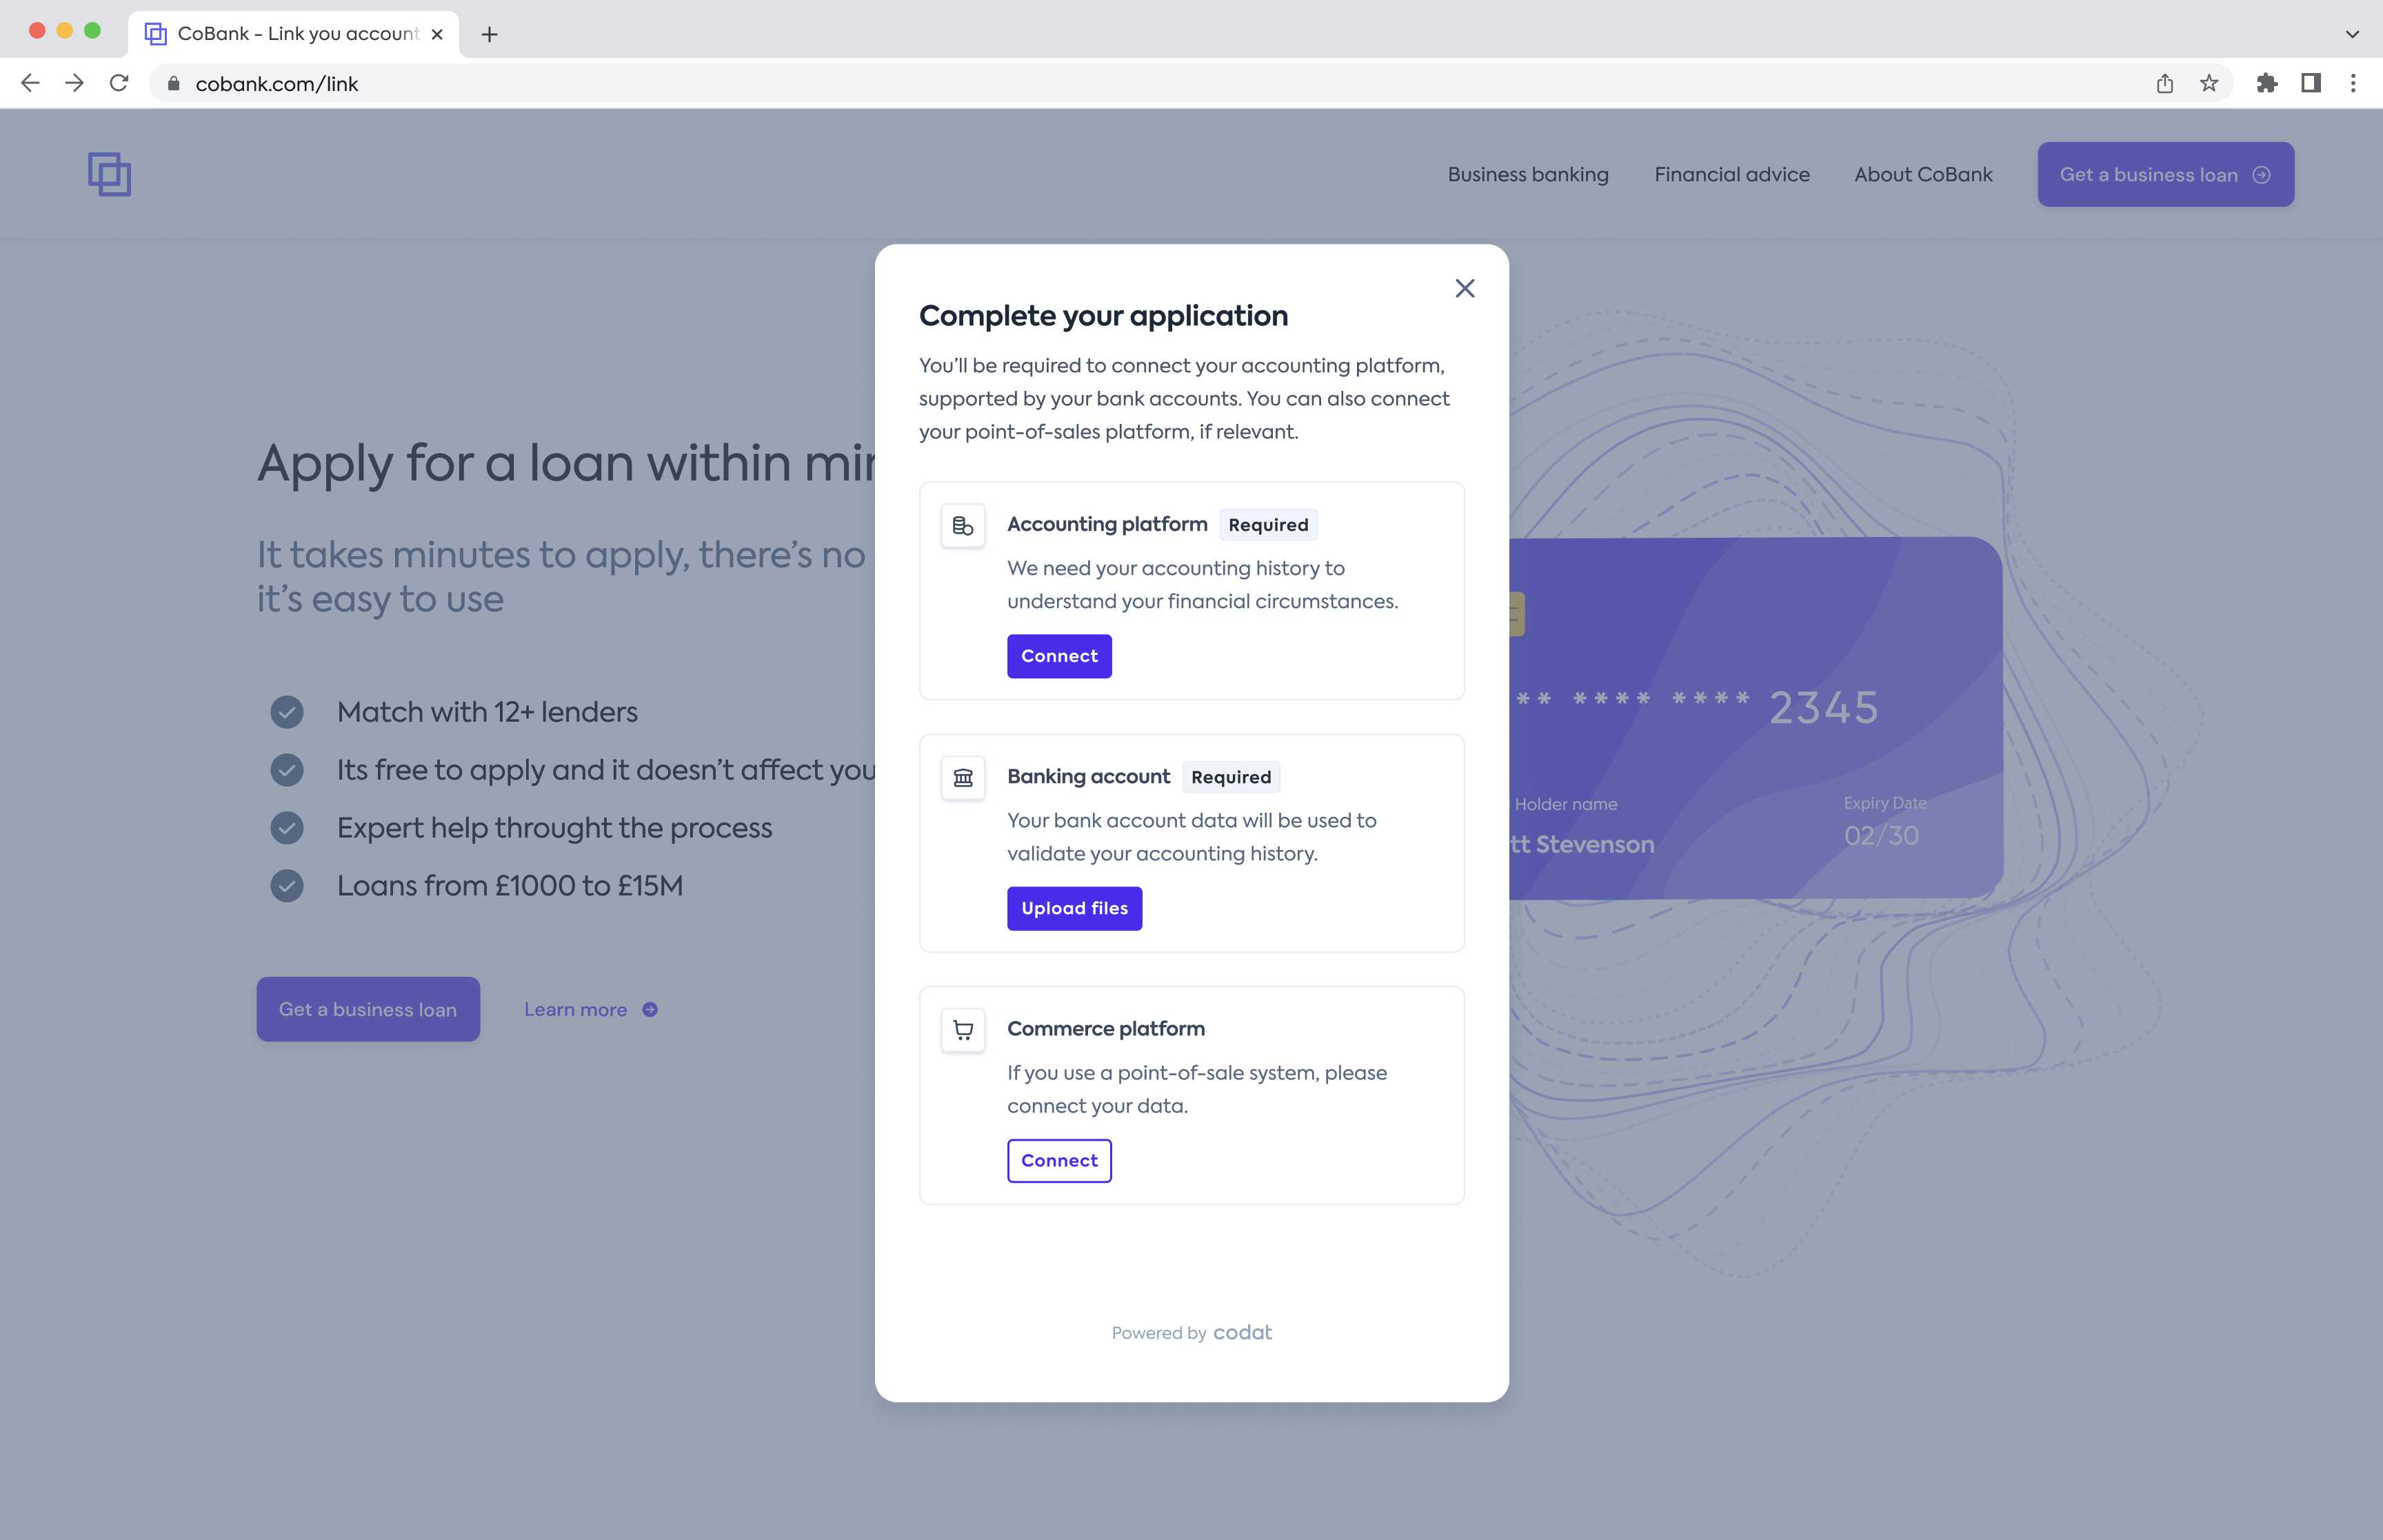 CoBank - Link you account
cobank.com/link
Business banking
Financial advice
About CoBank
Get a business loan
Apply for a loan within
It takes minutes to apply, there's no
it's easy to use
Match with 12+ lenders
Its free to apply and it doesn't affect you
Expert help throught the process
Loans from £1000 to £15M
Get a business loan
Learn more
Complete your application
You'll be required to connect your accounting platform,
supported by your bank accounts. You can also connect
your point-of-sales platform, if relevant.
Accounting platform Required
We need your accounting history to
understand your financial circumstances.
Connect
Banking account Required
Your bank account data will be used to
validate your accounting history.
Upload files
Commerce platform
If you use a point-of-sale system, please
connect your data.
Connect
Powered by codat
** **** **** 2345
Holder name
tt Stevenson
Expiry Date
02/30